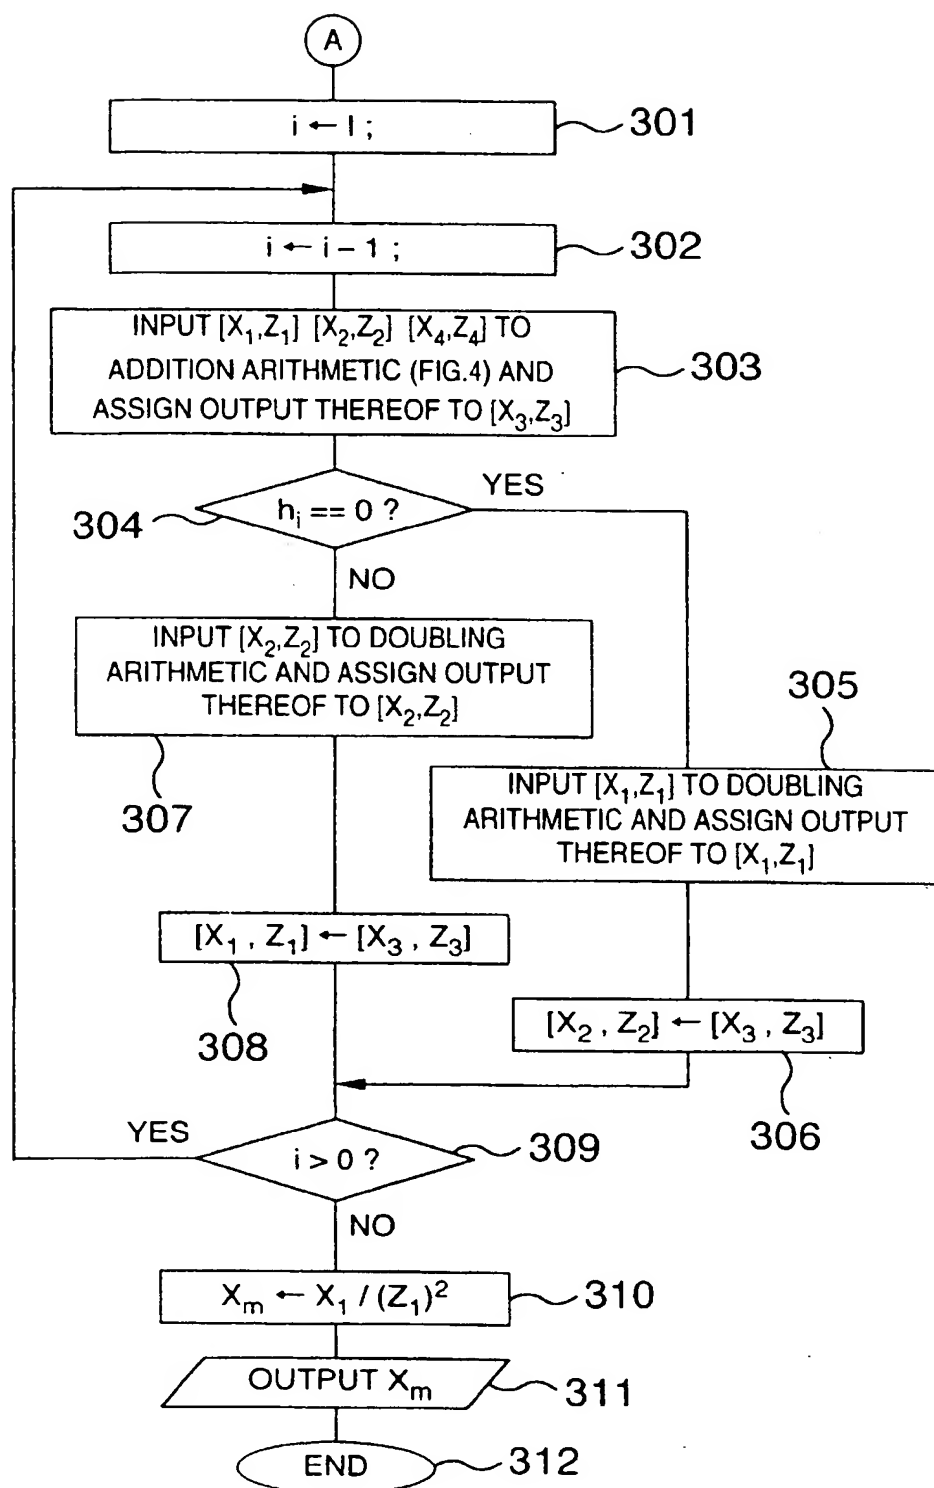 A
i ← l ;
301
i ← i – 1 ;
302
INPUT [X₁,Z₁] [X₂,Z₂] [X₄,Z₄] TO
ADDITION ARITHMETIC (FIG.4) AND
ASSIGN OUTPUT THEREOF TO [X₃,Z₃]
303
YES
hᵢ == 0 ?
304
NO
INPUT [X₂,Z₂] TO DOUBLING
ARITHMETIC AND ASSIGN OUTPUT
THEREOF TO [X₂,Z₂]
307
305
INPUT [X₁,Z₁] TO DOUBLING
ARITHMETIC AND ASSIGN OUTPUT
THEREOF TO [X₁,Z₁]
[X₁ , Z₁] ← [X₃ , Z₃]
308
[X₂ , Z₂] ← [X₃ , Z₃]
306
YES
i > 0 ?
309
NO
Xₘ ← X₁ / (Z₁)²
310
OUTPUT Xₘ
311
END
312